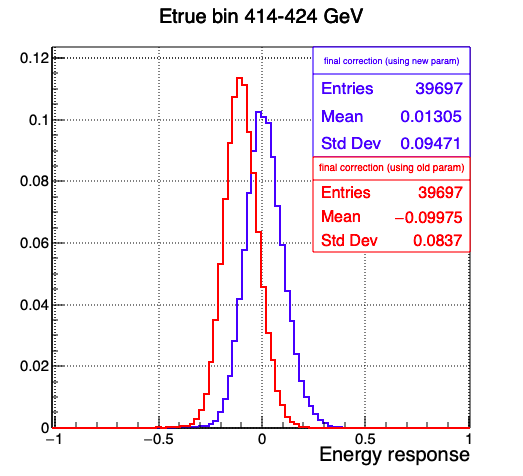 Etrue bin 414-424 GeV
final correction (using new param)
Entries 39697
Mean 0.01305
Std Dev 0.09471
final correction (using old param)
Entries 39697
Mean −0.09975
Std Dev 0.0837
0.12
0.1
0.08
0.06
0.04
0.02
0
−1 −0.5 0 0.5 1
Energy response